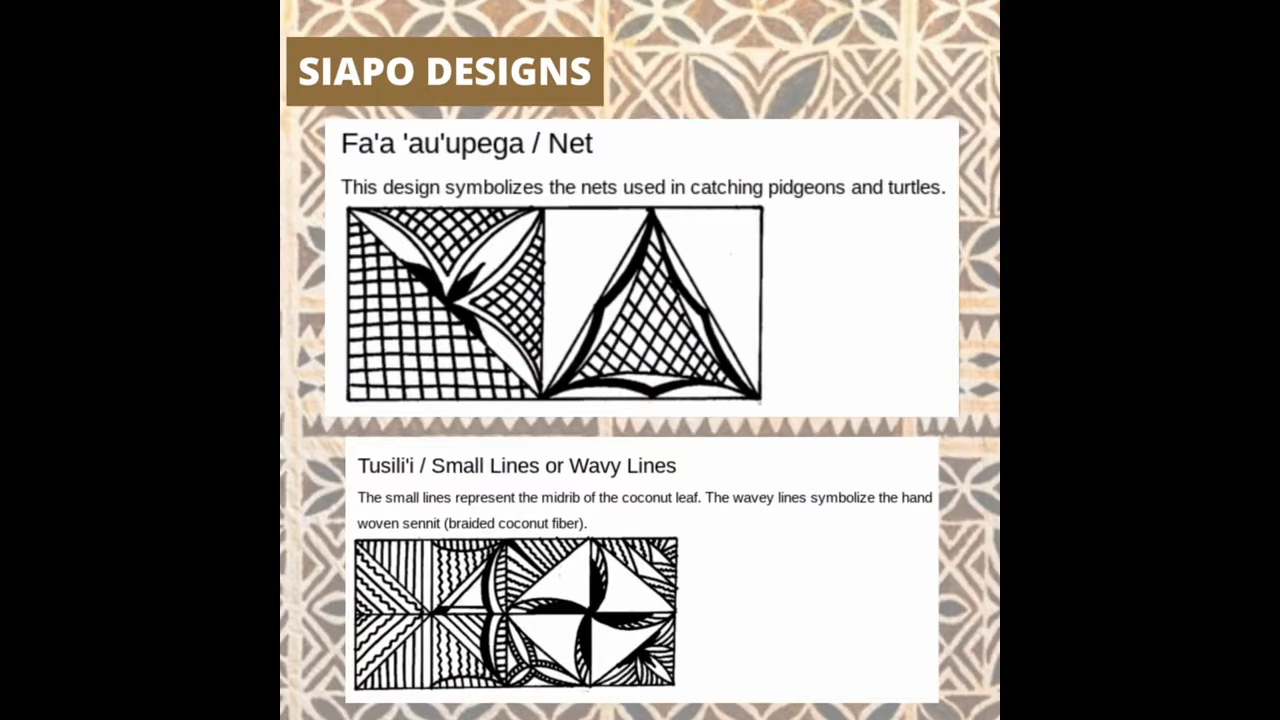 SIAPO DESIGNS
Fa'a 'au'upega / Net
This design symbolizes the nets used in catching pidgeons and turtles.
Tusili'i / Small Lines or Wavy Lines
The small lines represent the midrib of the coconut leaf. The wavey lines symbolize the hand
woven sennit (braided coconut fiber).